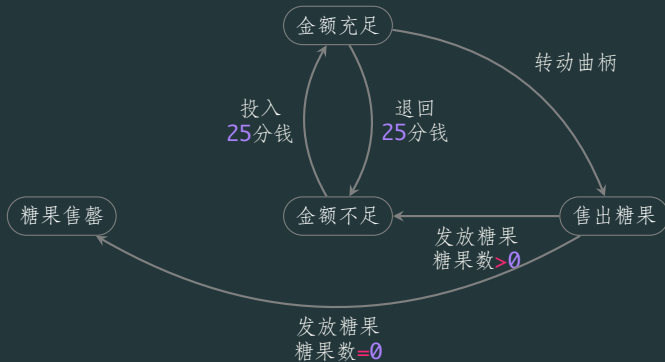 金额充足
转动曲柄
投入
25分钱
退回
25分钱
糖果售罄
金额不足
售出糖果
发放糖果
糖果数>0
发放糖果
糖果数=0